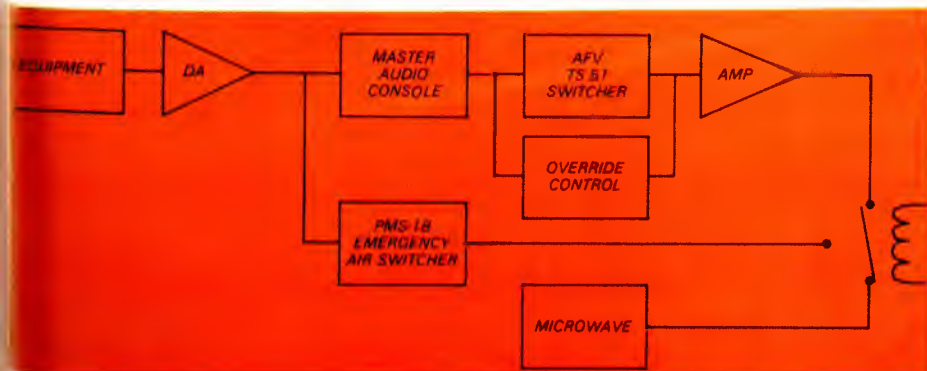 EQUIPMENT
DA
MASTER
AUDIO
CONSOLE
AFV
TS 51
SWITCHER
AMP
OVERRIDE
CONTROL
PMS-1B
EMERGENCY
AIR SWITCHER
MICROWAVE